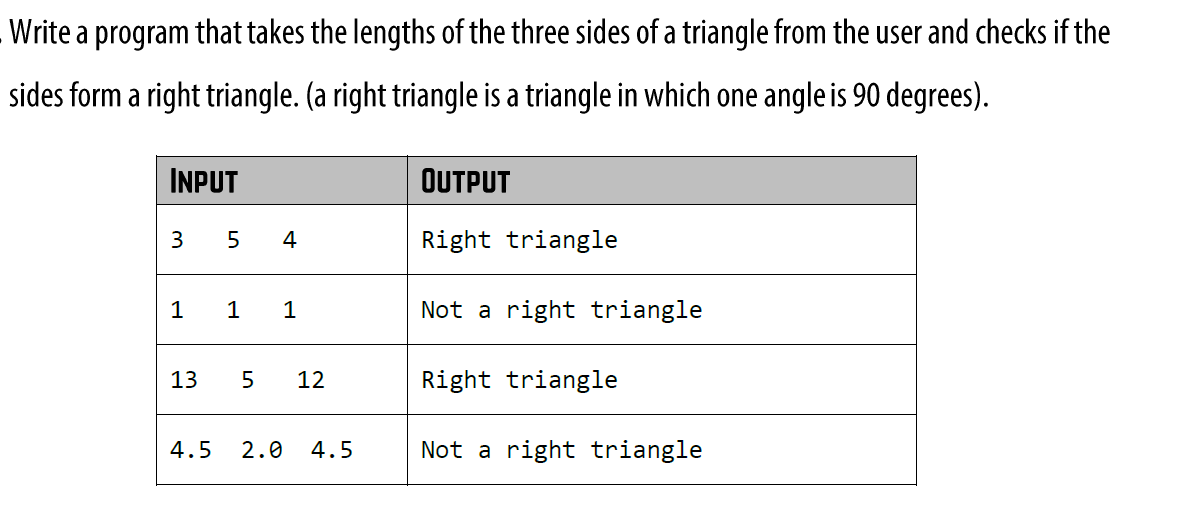 Write a program that takes the lengths of the three sides of a triangle from the user and checks if the
sides form a right triangle. (a right triangle is a triangle in which one angle is 90 degrees).
INPUT OUTPUT
3 5 4 Right triangle
1 1 1 Not a right triangle
13 5 12 Right triangle
4.5 2.0 4.5 Not a right triangle